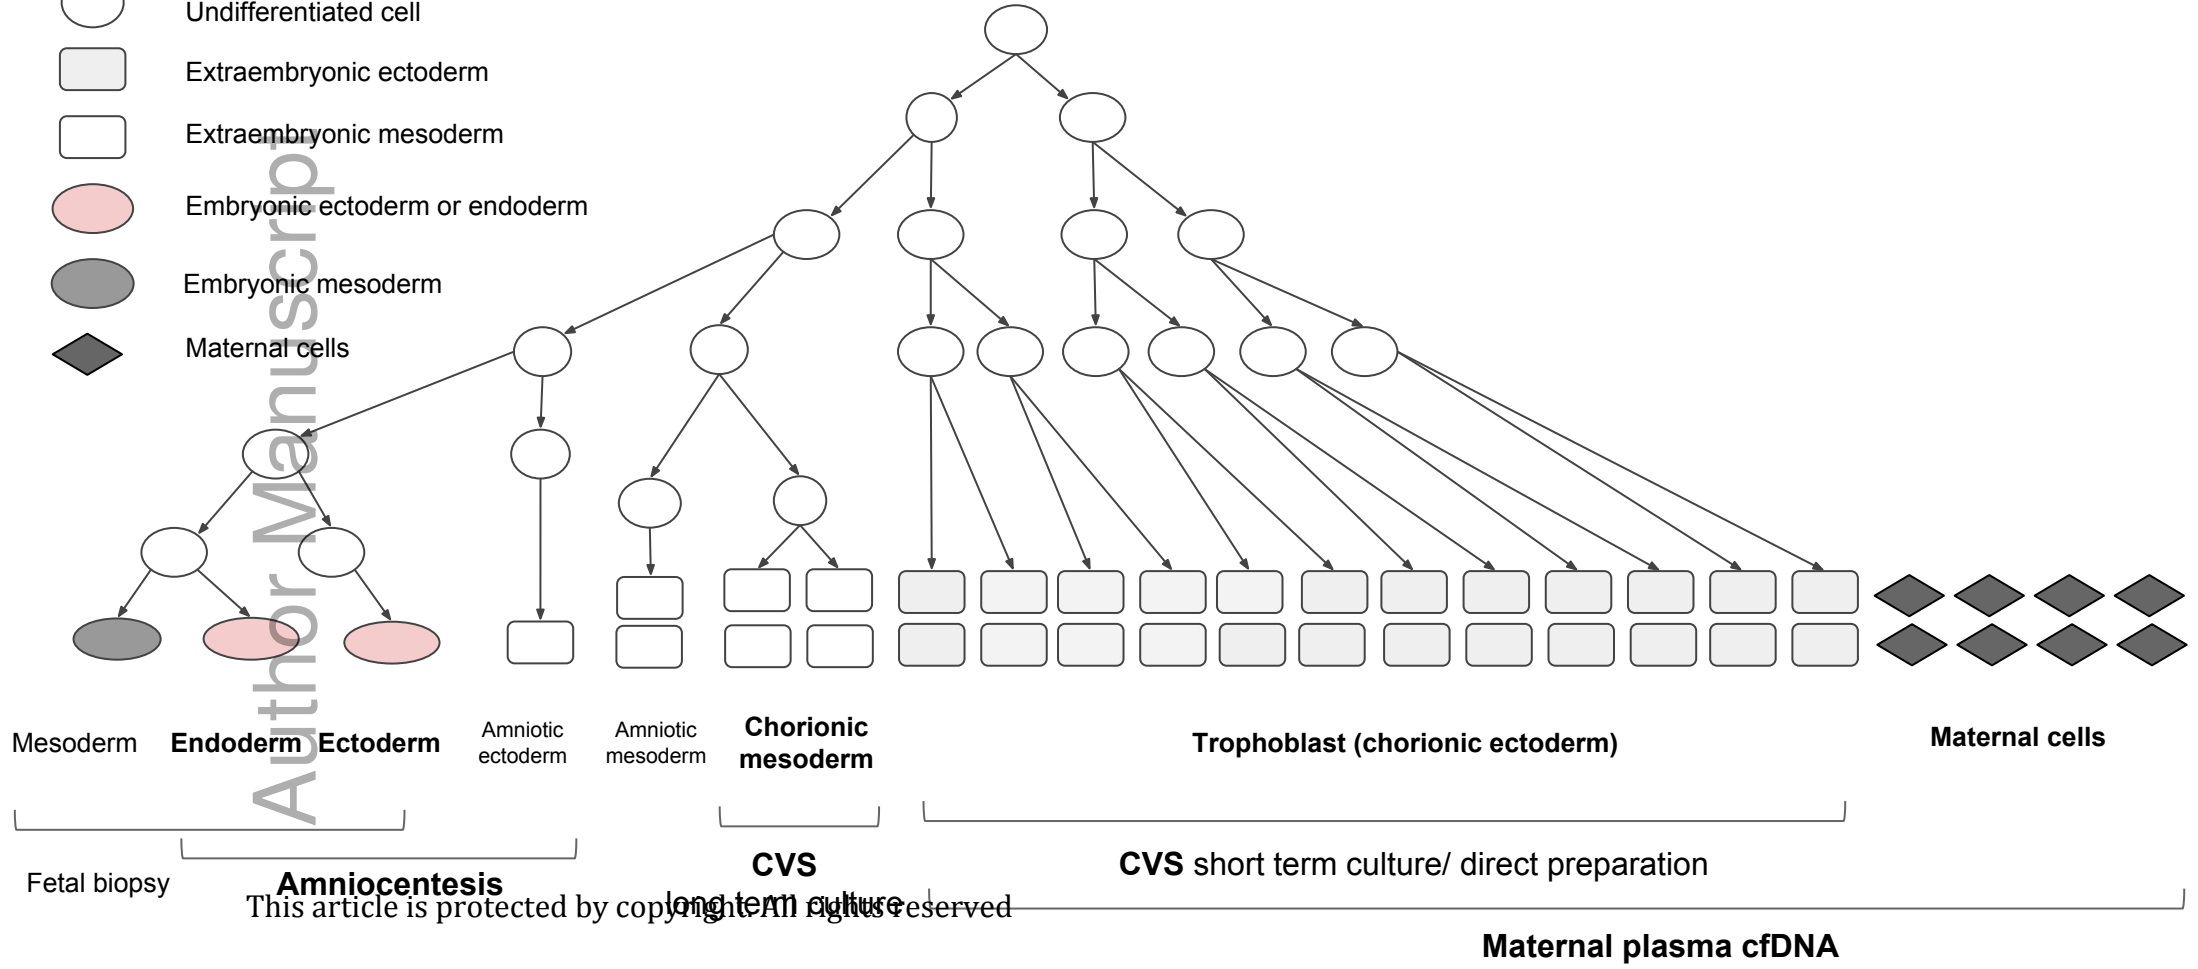 Undifferentiated cell
Extraembryonic ectoderm
Extraembryonic mesoderm
Embryonic ectoderm or endoderm
Embryonic mesoderm
Maternal cells
Author Manuscript
Mesoderm
Endoderm
Ectoderm
Amniotic
ectoderm
Amniotic
mesoderm
Chorionic
mesoderm
Trophoblast (chorionic ectoderm)
Maternal cells
Fetal biopsy
Amniocentesis
CVS
long term culture
CVS short term culture/ direct preparation
Maternal plasma cfDNA
This article is protected by copyright. All rights reserved